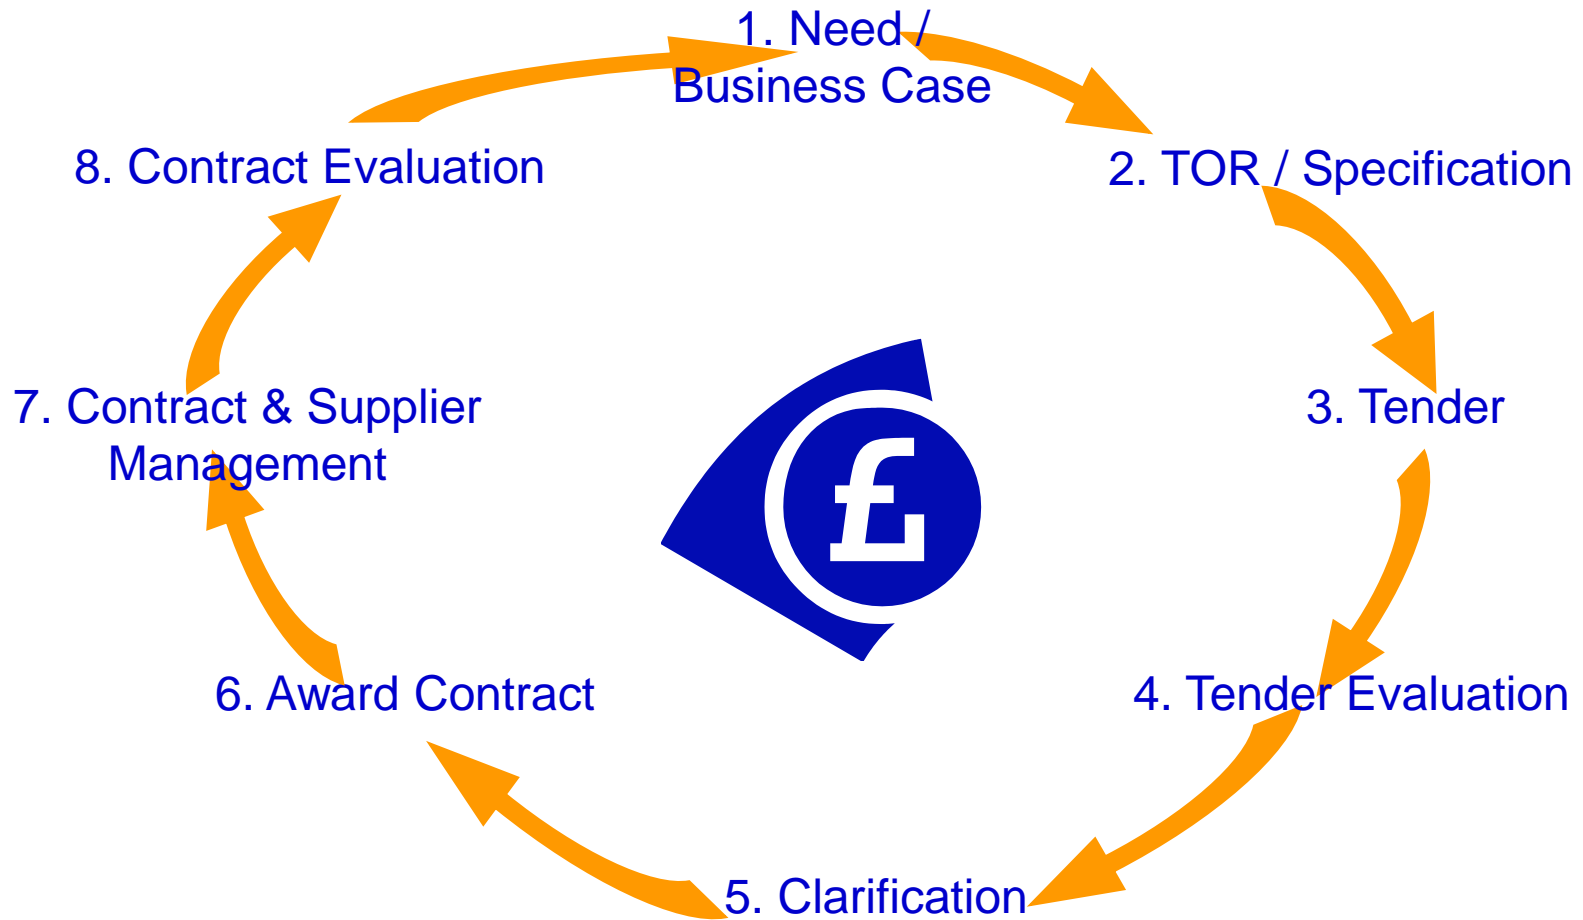 1. Need /
Business Case
2. TOR / Specification
3. Tender
4. Tender Evaluation
5. Clarification
6. Award Contract
7. Contract & Supplier
Management
8. Contract Evaluation
£